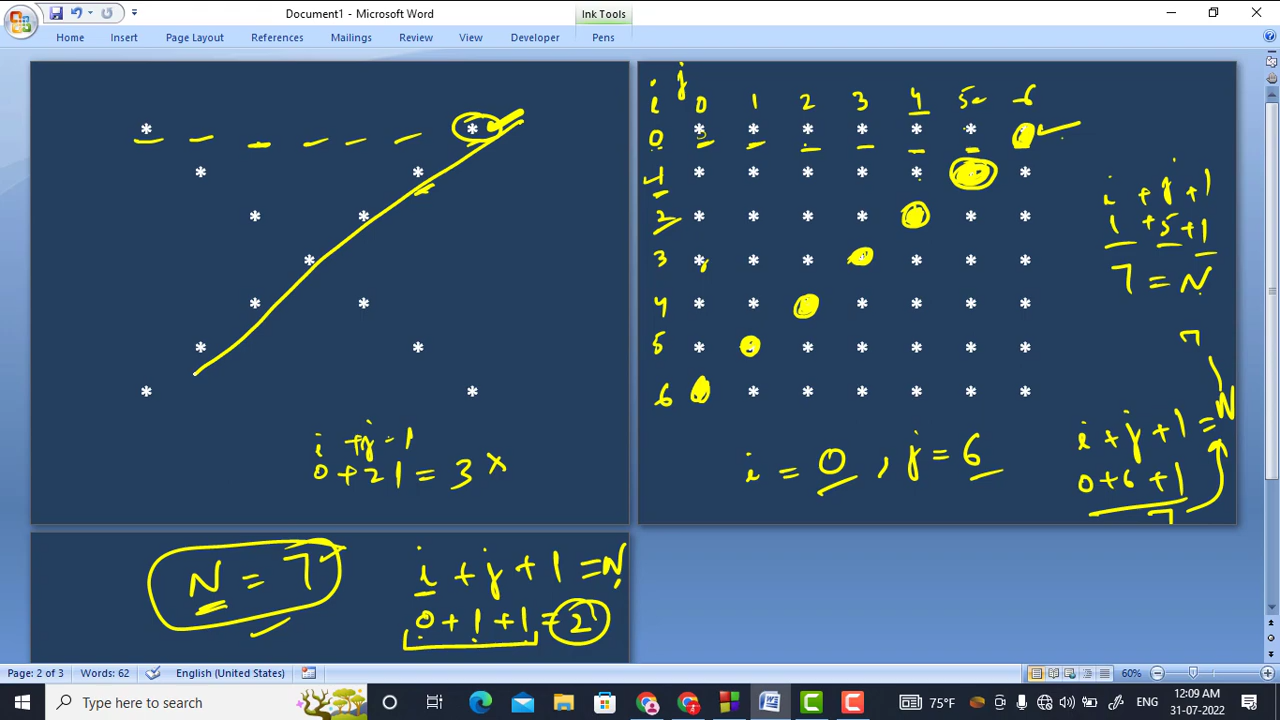 Document1 - Microsoft Word
Ink Tools
Home Insert Page Layout References Mailings Review View Developer Pens
* *
* *
* *
*
* *
* *
* *
i + j - 1
0 + 2 1 = 3 ×
j
i 0 1 2 3 4 5 6
0 * * * * * * *
1 * * * * * * *
2 * * * * * *
3 * * * * * * *
4 * * * * * *
5 * * * * * *
6 * * * * * *
i = 0 , j = 6
i + j + 1
1 + 5 + 1
7 = N
7
i + j + 1 = N
0 + 6 + 1
7
N = 7
i + j + 1 = N
0 + 1 + 1 = 2
Page: 2 of 3 Words: 62 English (United States) 60%
Type here to search
75°F ENG
12:09 AM
31-07-2022